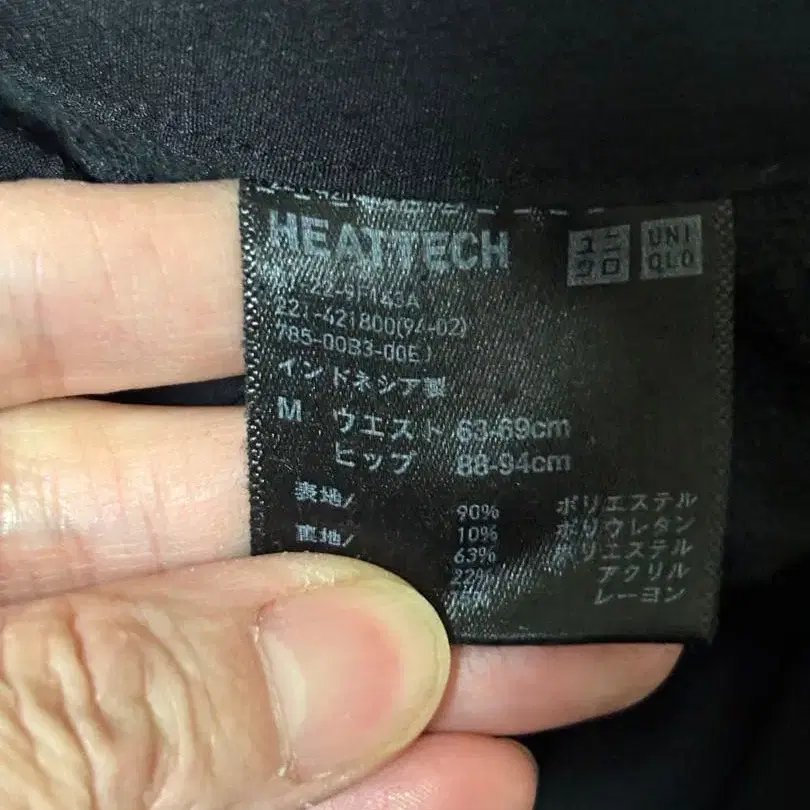 HEATTECH
ユニ
クロ
UNI
QLO
221-421800(94-02)
785-00B3-00E
インドネシア製
M ウエスト 63-69cm
ヒップ 88-94cm
表地/ 90% ポリエステル
10% ポリウレタン
裏地/ 63% ポリエステル
22% アクリル
レーヨン